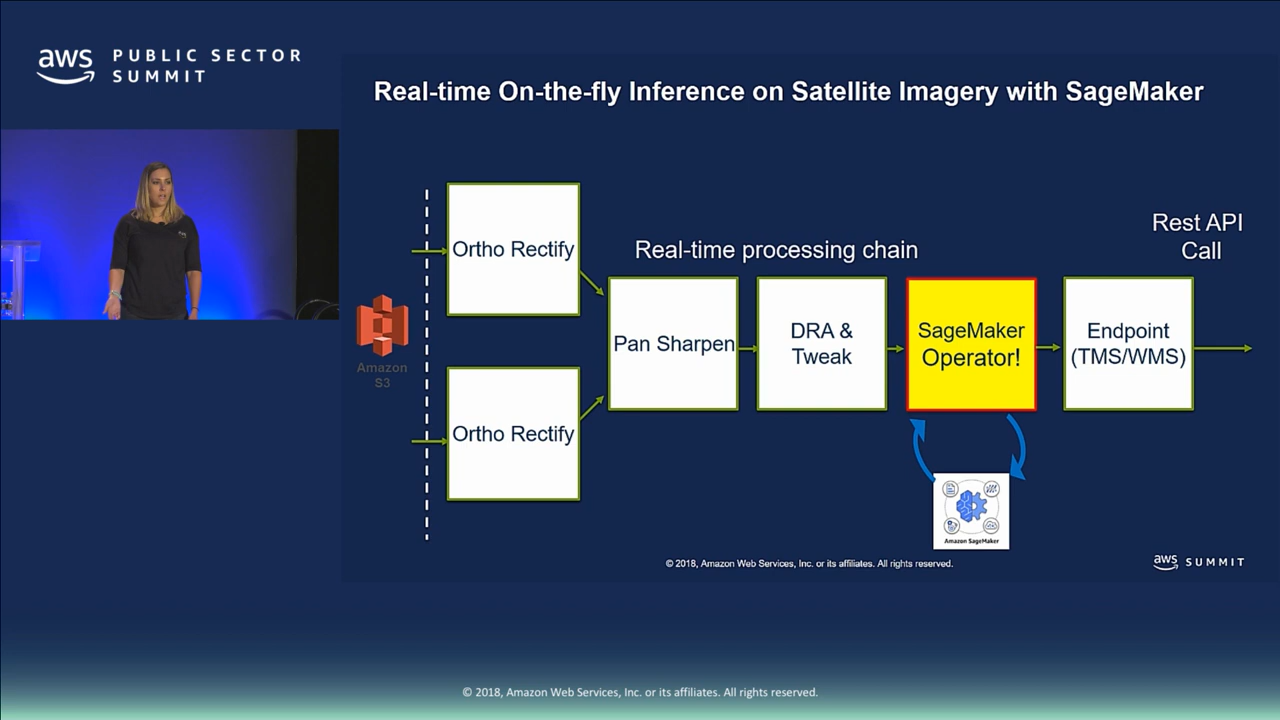 aws
PUBLIC SECTOR
SUMMIT
Real-time On-the-fly Inference on Satellite Imagery with SageMaker
Ortho Rectify
Real-time processing chain
Rest API
Call
Amazon
S3
Pan Sharpen
DRA &
Tweak
SageMaker
Operator!
Endpoint
(TMS/WMS)
Ortho Rectify
Amazon SageMaker
© 2018, Amazon Web Services, Inc. or its affiliates. All rights reserved.
aws SUMMIT
© 2018, Amazon Web Services, Inc. or its affiliates. All rights reserved.